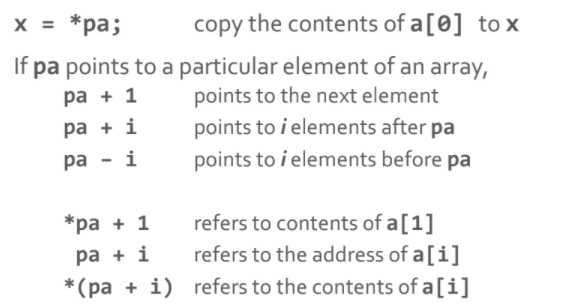 x = *pa; copy the contents of a[0] to x
If pa points to a particular element of an array,
pa + 1 points to the next element
pa + i points to i elements after pa
pa - i points to i elements before pa
*pa + 1 refers to contents of a[1]
pa + i refers to the address of a[i]
*(pa + i) refers to the contents of a[i]